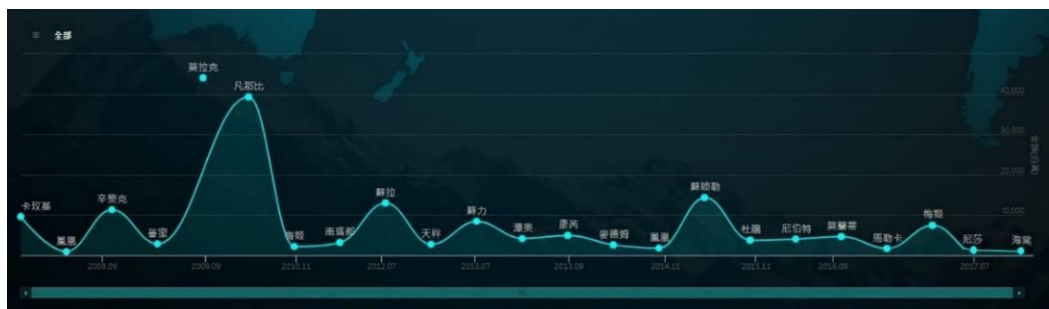 年 全部
莫拉克
凡那比
40,000
30,000
20,000
10,000
卡玫基
鳳凰
辛樂克
薔蜜
梅姬
南瑪都
蘇拉
天秤
蘇力
潭美
康芮
麥德姆
鳳凰
蘇迪勒
杜鵑
尼伯特
莫蘭蒂
馬勒卡
梅姬
尼莎
海棠
2008.09
2009.09
2010.11
2012.07
2013.07
2013.09
2014.11
2015.11
2016.09
2017.07